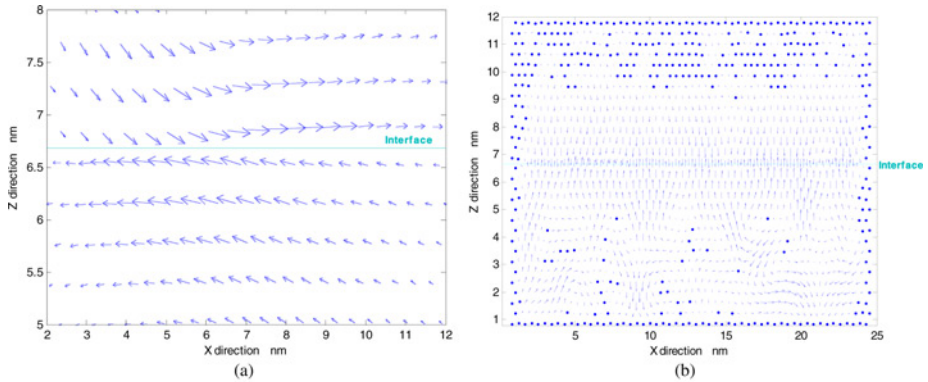 8
7.5
7
6.5
6
5.5
5
Z direction nm
Interface
2 3 4 5 6 7 8 9 10 11 12
X direction nm
(a)
12
11
10
9
8
7
6
5
4
3
2
1
Z direction nm
Interface
5 10 15 20 25
X direction nm
(b)